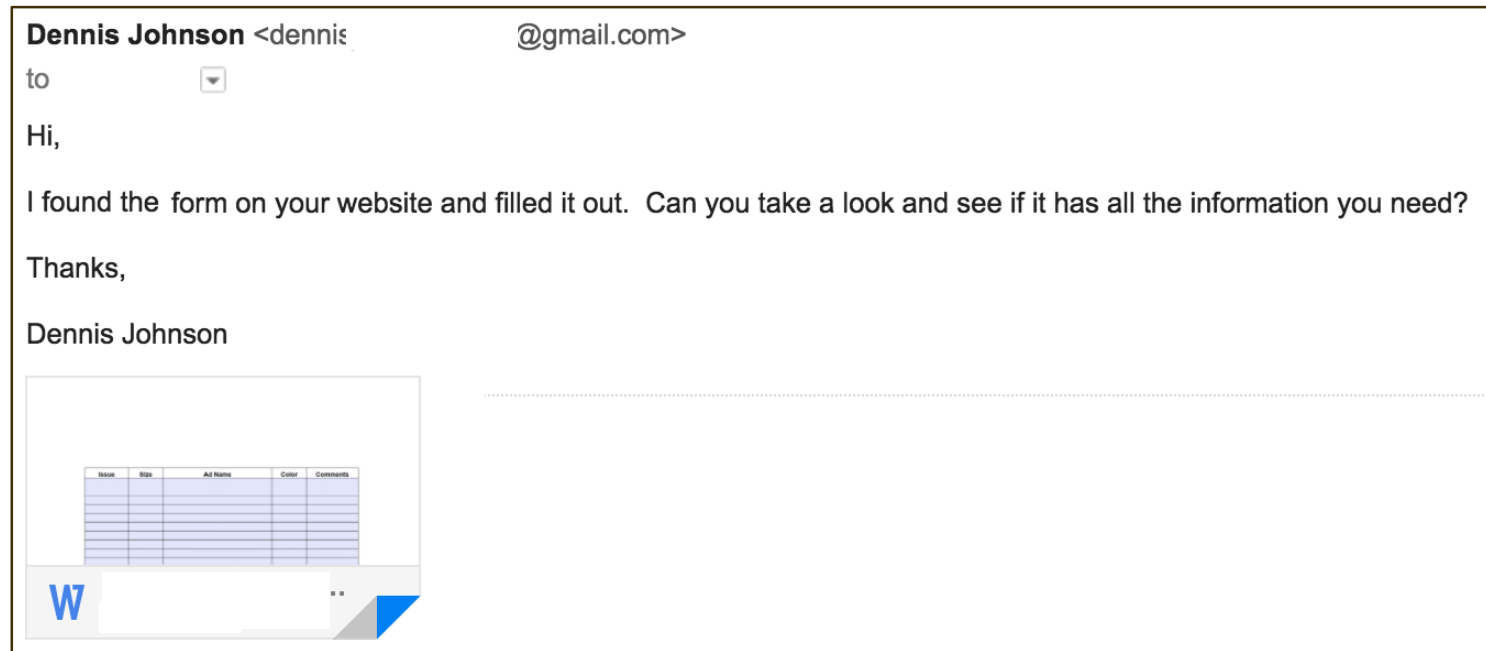 Dennis Johnson <dennis @gmail.com>
to
Hi,
I found the form on your website and filled it out. Can you take a look and see if it has all the information you need?
Thanks,
Dennis Johnson
Issue Size Ad Name Color Comments
W ..